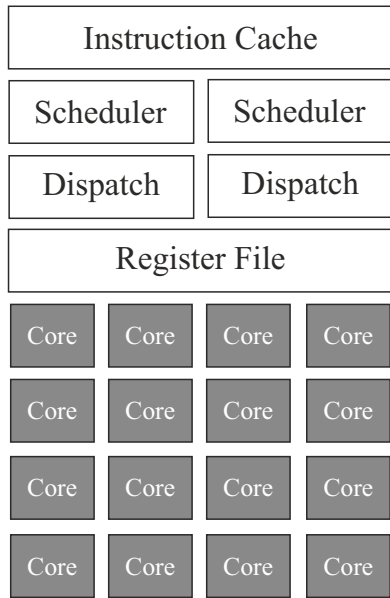 Instruction Cache
Scheduler Scheduler
Dispatch Dispatch
Register File
Core Core Core Core
Core Core Core Core
Core Core Core Core
Core Core Core Core